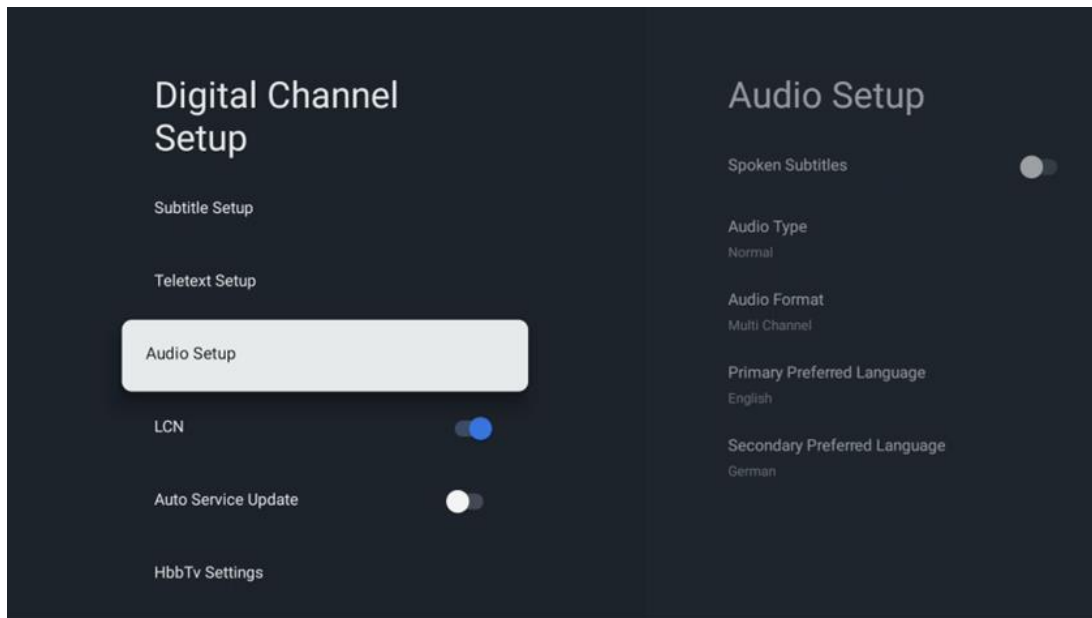 Digital Channel
Setup
Subtitle Setup
Teletext Setup
Audio Setup
LCN
Auto Service Update
HbbTv Settings
Audio Setup
Spoken Subtitles
Audio Type
Normal
Audio Format
Multi Channel
Primary Preferred Language
English
Secondary Preferred Language
German